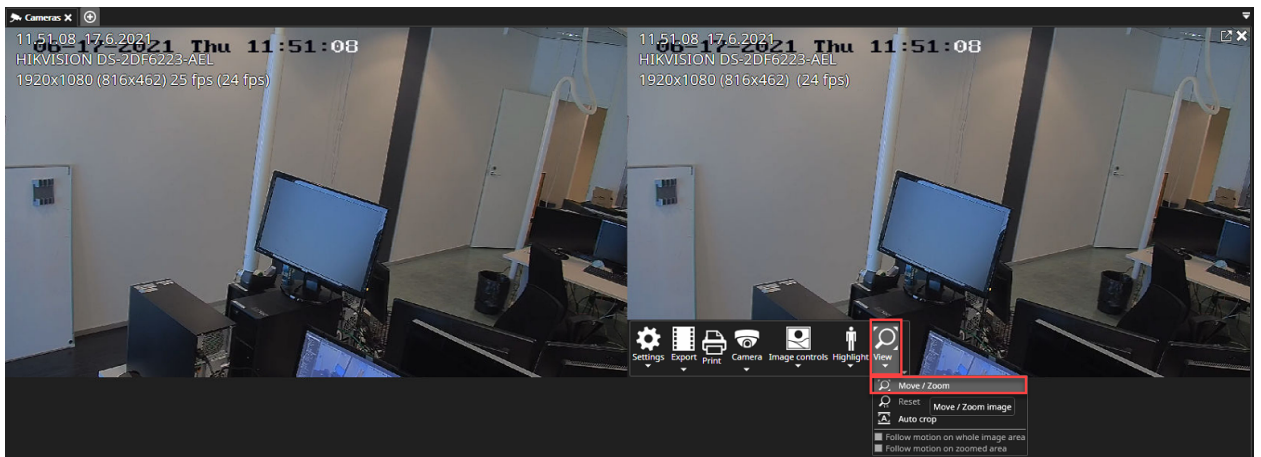 Cameras
11.51.08 17.6.2021
06-17-2021 Thu 11:51:08
HIKVISION DS-2DF6223-AEL
1920x1080 (816x462) 25 fps (24 fps)
11.51.08 17.6.2021
06-17-2021 Thu 11:51:08
HIKVISION DS-2DF6223-AEL
1920x1080 (816x462) (24 fps)
Settings Export Print Camera Image controls Highlight View
Move / Zoom
Reset
Move / Zoom image
Auto crop
Follow motion on whole image area
Follow motion on zoomed area